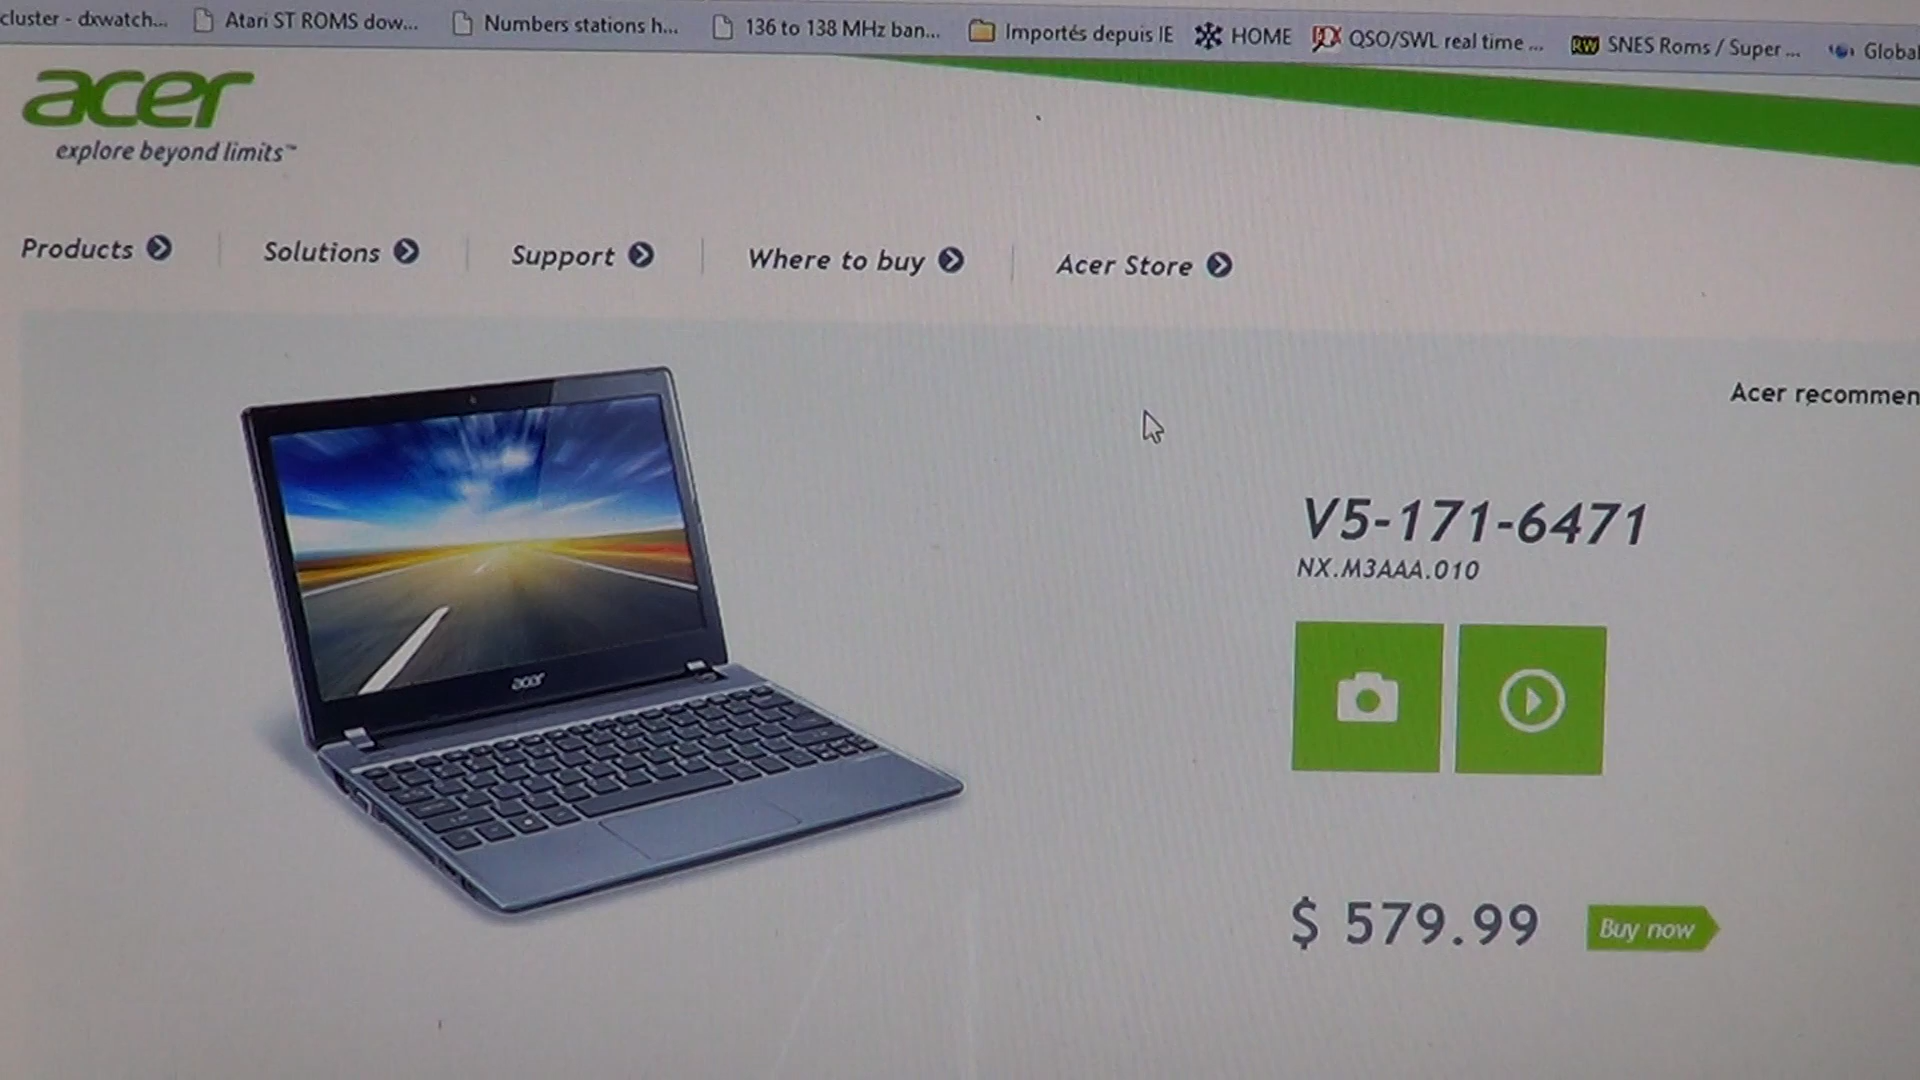 cluster - dxwatch... Atari ST ROMS dow... Numbers stations h... 136 to 138 MHz ban... Importés depuis IE HOME QSO/SWL real time ... RW SNES Roms / Super ... Global
acer
explore beyond limits™
Products Solutions Support Where to buy Acer Store
Acer recommen
acer
V5-171-6471
NX.M3AAA.010
$ 579.99 Buy now